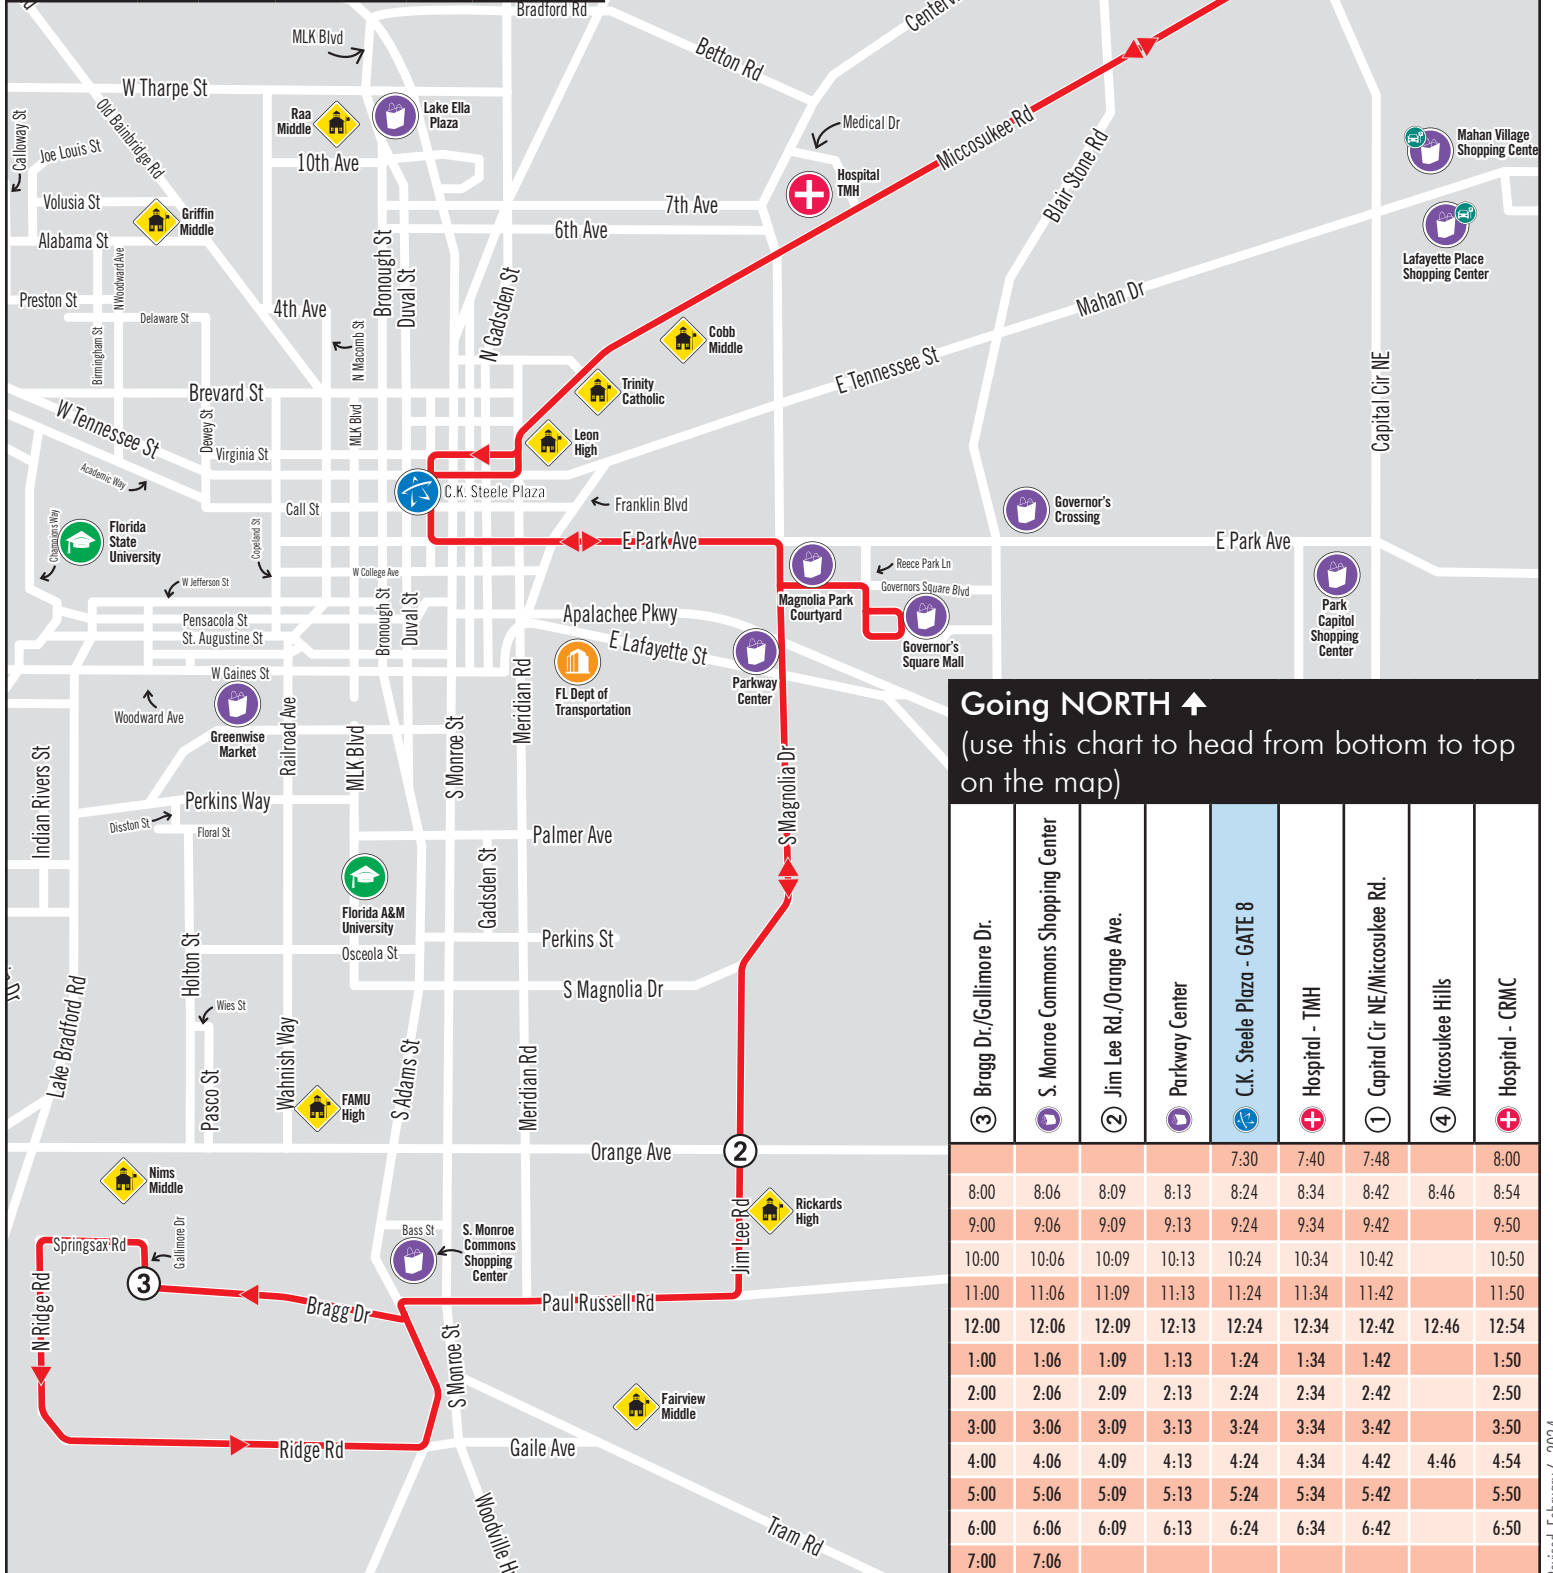 Bradford Rd
MLK Blvd
Betton Rd
W Tharpe St
Old Bainbridge Rd
Raa
Middle
Lake Ella
Plaza
Medical Dr
Miccosukee Rd
Calloway St
Joe Louis St
10th Ave
Blair Stone Rd
Mahan Village
Shopping Cente
Hospital
TMH
Volusia St
Griffin
Middle
7th Ave
6th Ave
Alabama St
N Woodward Ave
Bronough St
Duval St
N Gadsden St
Lafayette Place
Shopping Center
Preston St
Delaware St
4th Ave
Mahan Dr
Birmingham St
N Macomb St
Cobb
Middle
E Tennessee St
Capital Cir NE
Brevard St
Trinity
Catholic
W Tennessee St
Dewey St
MLK Blvd
Leon
High
Virginia St
Academic Way
C.K. Steele Plaza
Call St
Franklin Blvd
Governor's
Crossing
Champions Way
Florida
State
University
Copeland St
E Park Ave
E Park Ave
Reece Park Ln
W College Ave
W Jefferson St
Governors Square Blvd
Magnolia Park
Courtyard
Park
Capitol
Shopping
Center
Bronough St
Duval St
Pensacola St
St. Augustine St
Apalachee Pkwy
E Lafayette St
Governor's
Square Mall
W Gaines St
FL Dept of
Transportation
Parkway
Center
Meridian Rd
Woodward Ave
Greenwise
Market
Railroad Ave
MLK Blvd
S Monroe St
S Magnolia Dr
Indian Rivers St
Perkins Way
Disston St
Floral St
Palmer Ave
Gadsden St
Florida A&M
University
Holton St
Osceola St
Perkins St
S Magnolia Dr
Lake Bradford Rd
Wies St
Pasco St
Wahnish Way
S Adams St
Meridian Rd
FAMU
High
Orange Ave
2
Nims
Middle
Rickards
High
Jim Lee Rd
Bass St
S. Monroe
Commons
Shopping
Center
Springsax Rd
Gallimore Dr
3
N Ridge Rd
Bragg Dr
Paul Russell Rd
S Monroe St
Fairview
Middle
Ridge Rd
Gaile Ave
Tram Rd
Going NORTH
(use this chart to head from bottom to top
on the map)
3 Bragg Dr./Gallimore Dr.
S. Monroe Commons Shopping Center
2 Jim Lee Rd./Orange Ave.
Parkway Center
C.K. Steele Plaza - GATE 8
Hospital - TMH
1 Capital Cir NE/Miccosukee Rd.
4 Miccosukee Hills
Hospital - CRMC
7:30 7:40 7:48 8:00
8:00 8:06 8:09 8:13 8:24 8:34 8:42 8:46 8:54
9:00 9:06 9:09 9:13 9:24 9:34 9:42 9:50
10:00 10:06 10:09 10:13 10:24 10:34 10:42 10:50
11:00 11:06 11:09 11:13 11:24 11:34 11:42 11:50
12:00 12:06 12:09 12:13 12:24 12:34 12:42 12:46 12:54
1:00 1:06 1:09 1:13 1:24 1:34 1:42 1:50
2:00 2:06 2:09 2:13 2:24 2:34 2:42 2:50
3:00 3:06 3:09 3:13 3:24 3:34 3:42 3:50
4:00 4:06 4:09 4:13 4:24 4:34 4:42 4:46 4:54
5:00 5:06 5:09 5:13 5:24 5:34 5:42 5:50
6:00 6:06 6:09 6:13 6:24 6:34 6:42 6:50
7:00 7:06
Woodville H